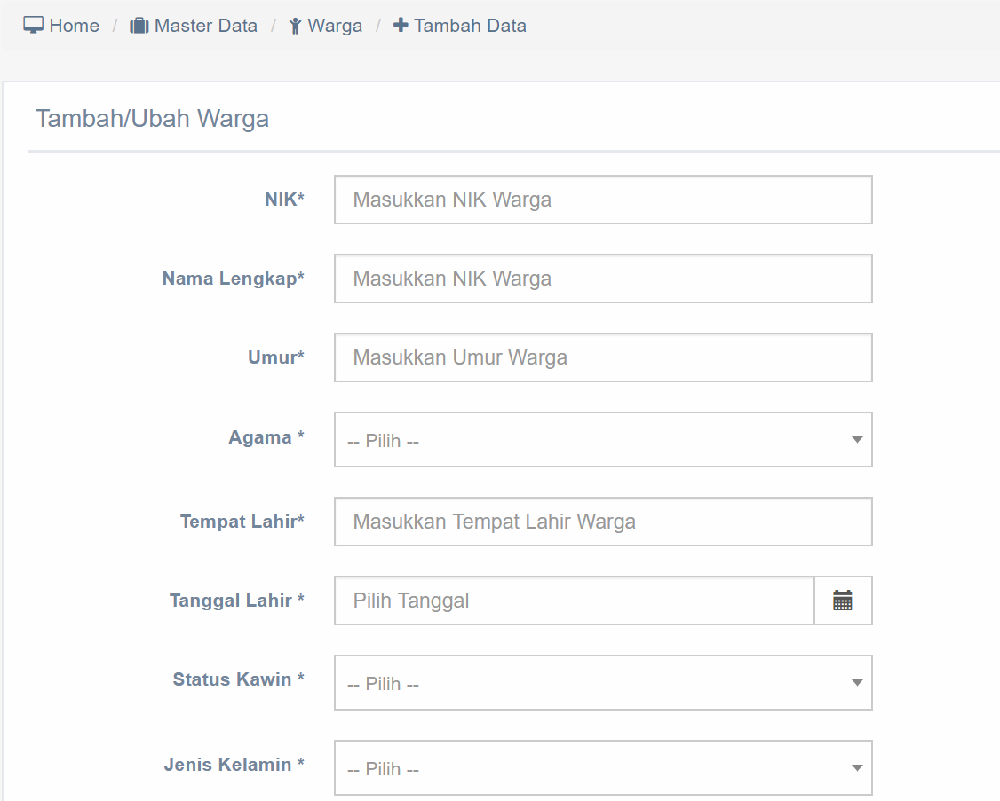 Home / Master Data / Warga / Tambah Data
Tambah/Ubah Warga
NIK* Masukkan NIK Warga
Nama Lengkap* Masukkan NIK Warga
Umur* Masukkan Umur Warga
Agama * -- Pilih --
Tempat Lahir* Masukkan Tempat Lahir Warga
Tanggal Lahir * Pilih Tanggal
Status Kawin * -- Pilih --
Jenis Kelamin * -- Pilih --